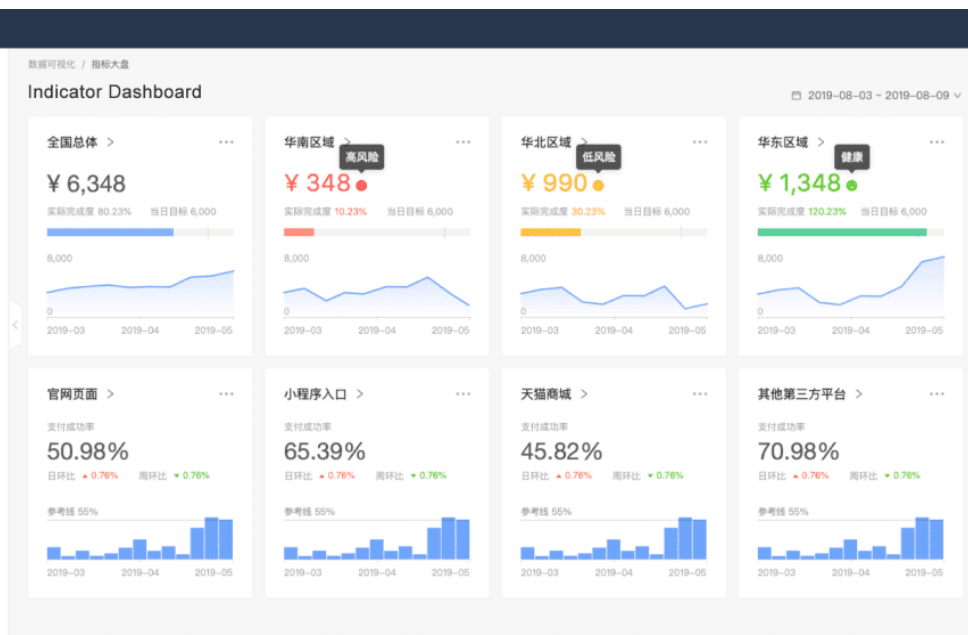 数据可视化 / 指标大盘
Indicator Dashboard
2019-08-03 ~ 2019-08-09
全国总体 >
¥ 6,348
实际完成度 80.23% 当日目标 6,000
8,000
0
2019-03 2019-04 2019-05
华南区域 >
高风险
¥ 348
实际完成度 10.23% 当日目标 6,000
8,000
0
2019-03 2019-04 2019-05
华北区域 >
低风险
¥ 990
实际完成度 30.23% 当日目标 6,000
8,000
0
2019-03 2019-04 2019-05
华东区域 >
健康
¥ 1,348
实际完成度 120.23% 当日目标 6,000
8,000
0
2019-03 2019-04 2019-05
官网页面 >
支付成功率
50.98%
日环比 ▲ 0.76% 周环比 ▼ 0.76%
参考线 55%
2019-03 2019-04 2019-05
小程序入口 >
支付成功率
65.39%
日环比 ▲ 0.76% 周环比 ▼ 0.76%
参考线 55%
2019-03 2019-04 2019-05
天猫商城 >
支付成功率
45.82%
日环比 ▲ 0.76% 周环比 ▼ 0.76%
参考线 55%
2019-03 2019-04 2019-05
其他第三方平台 >
支付成功率
70.98%
日环比 ▲ 0.76% 周环比 ▼ 0.76%
参考线 55%
2019-03 2019-04 2019-05